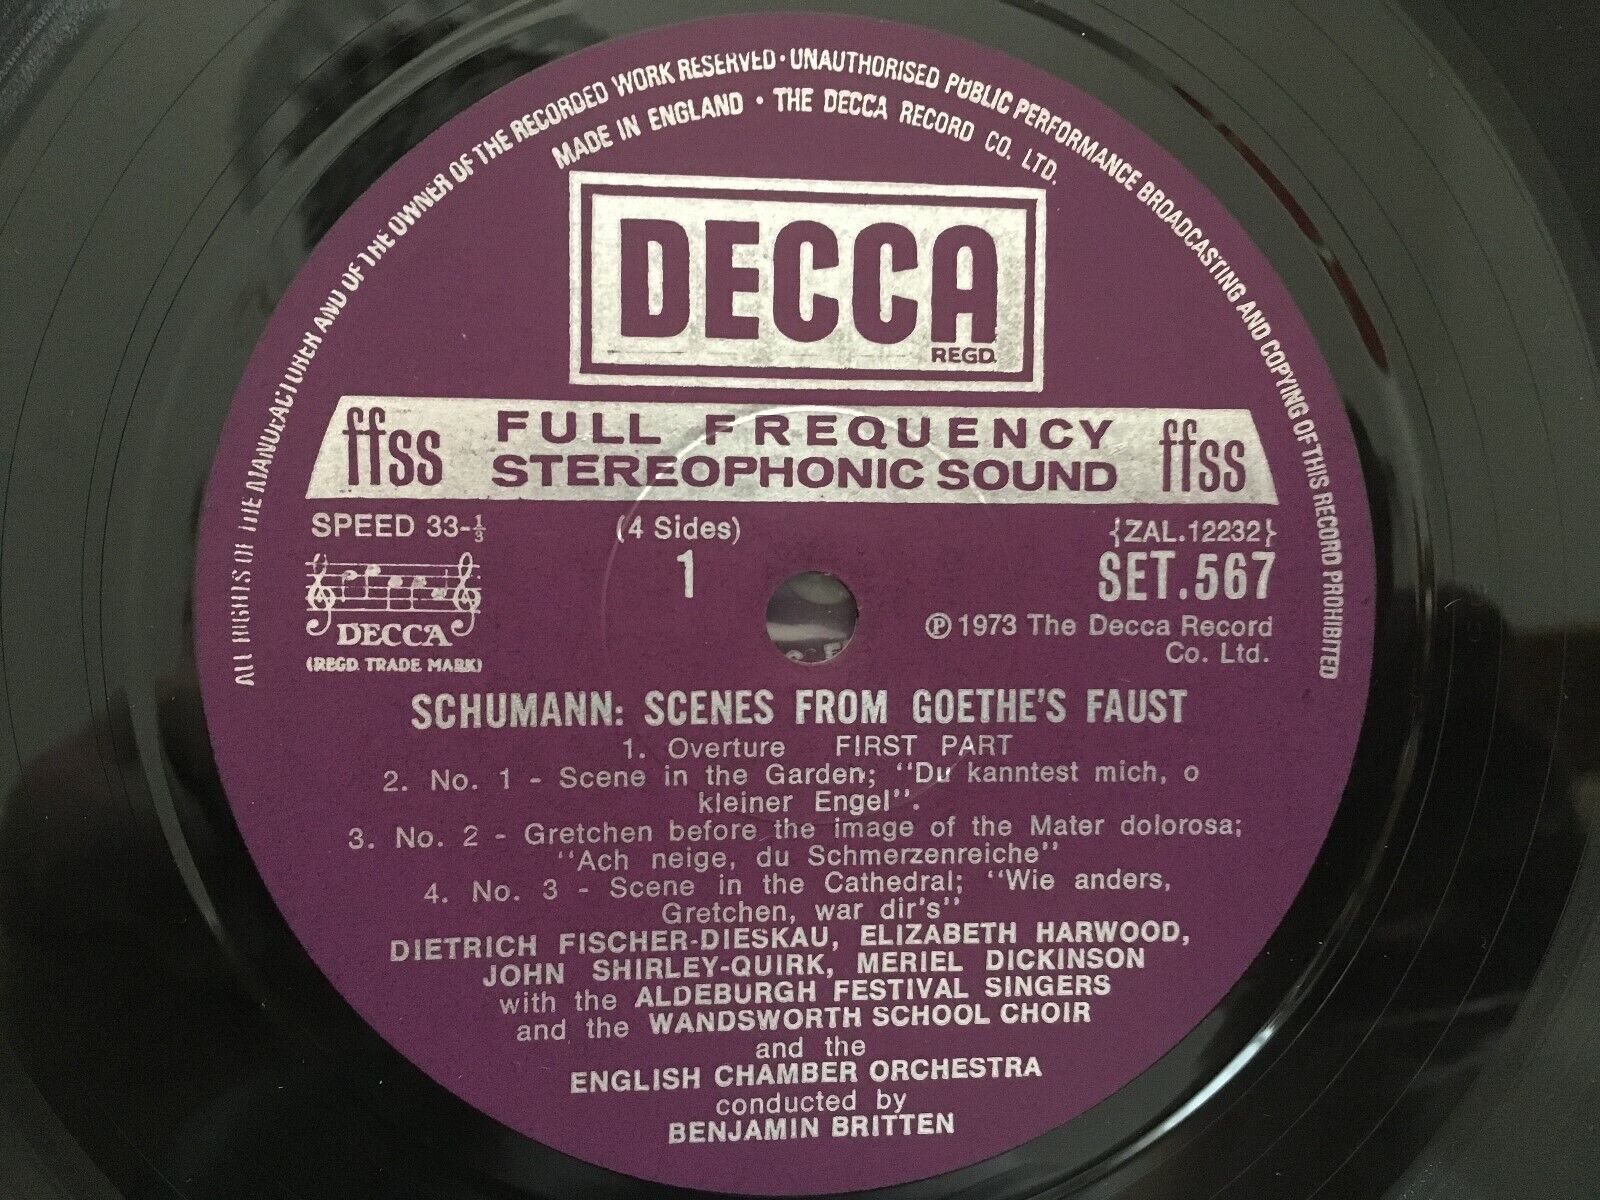 ALL RIGHTS OF THE MANUFACTURER AND OF THE OWNER OF THE RECORDED WORK RESERVED · UNAUTHORISED PUBLIC PERFORMANCE BROADCASTING AND COPYING OF THIS RECORD PROHIBITED
MADE IN ENGLAND · THE DECCA RECORD CO. LTD.
DECCA
REGD.
ffss FULL FREQUENCY ffss
STEREOPHONIC SOUND
SPEED 33-⅓ (4 Sides) {ZAL.12232}
1 SET.567
DECCA
(REGD. TRADE MARK)
℗ 1973 The Decca Record
Co. Ltd.
SCHUMANN: SCENES FROM GOETHE'S FAUST
1. Overture FIRST PART
2. No. 1 - Scene in the Garden; "Du kanntest mich, o
kleiner Engel".
3. No. 2 - Gretchen before the image of the Mater dolorosa;
"Ach neige, du Schmerzenreiche"
4. No. 3 - Scene in the Cathedral; "Wie anders,
Gretchen, war dir's"
DIETRICH FISCHER-DIESKAU, ELIZABETH HARWOOD,
JOHN SHIRLEY-QUIRK, MERIEL DICKINSON
with the ALDEBURGH FESTIVAL SINGERS
and the WANDSWORTH SCHOOL CHOIR
and the
ENGLISH CHAMBER ORCHESTRA
conducted by
BENJAMIN BRITTEN